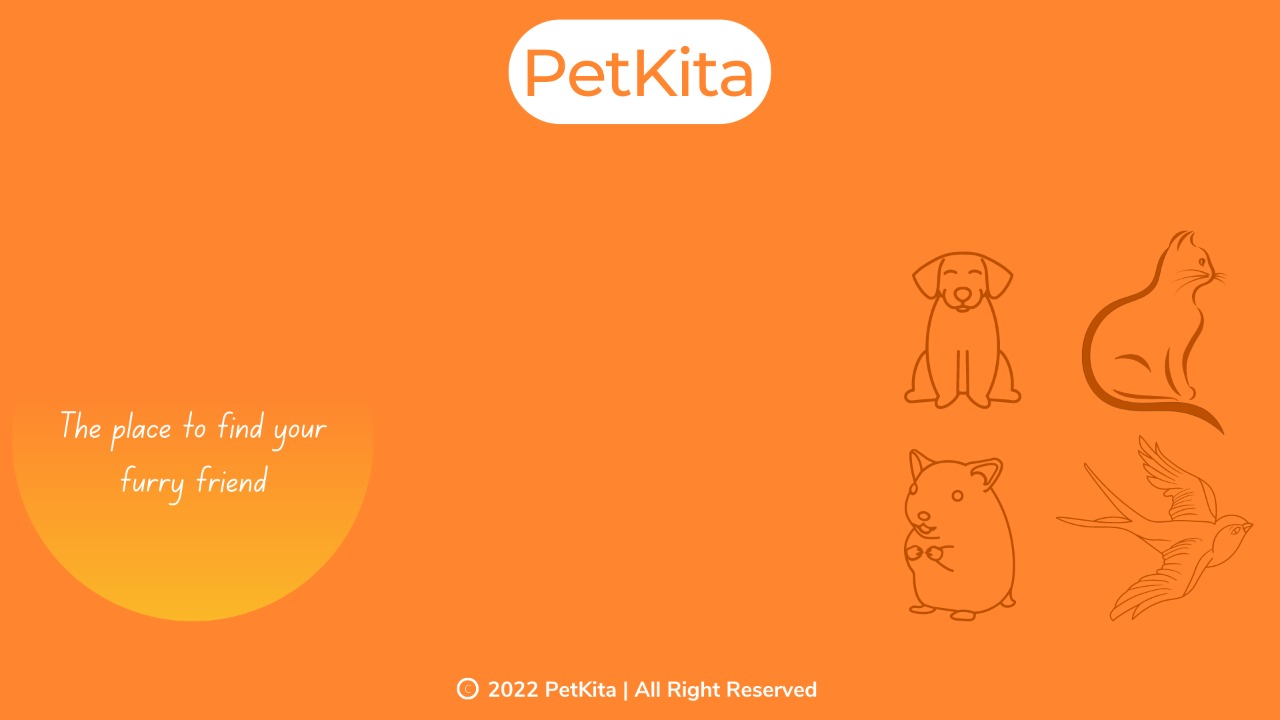 PetKita
The place to find your
furry friend
© 2022 PetKita | All Right Reserved